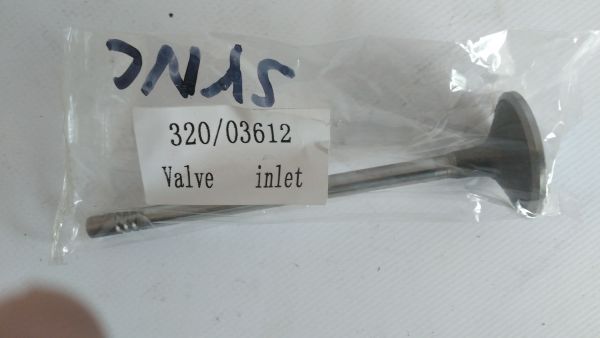 SYNC
320/03612
Valve inlet